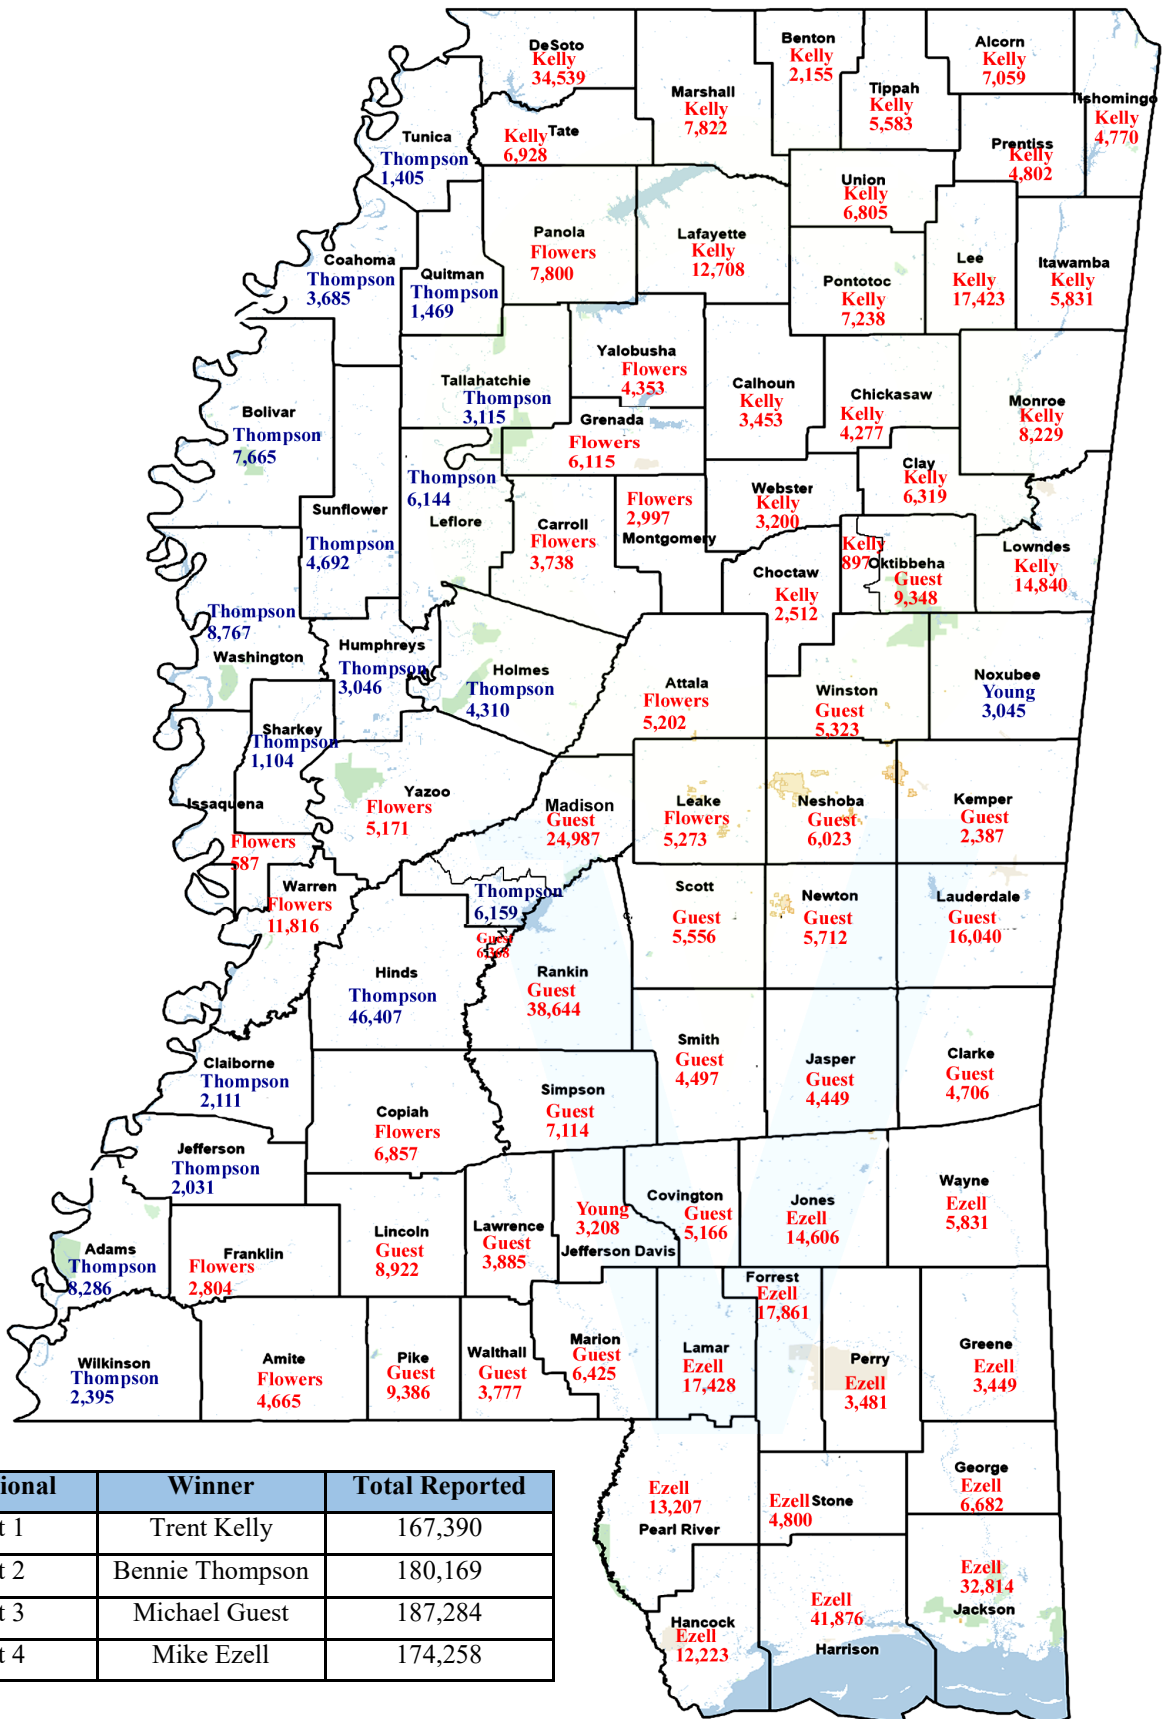 DeSoto
Kelly
34,539
Benton
Kelly
2,155
Alcorn
Kelly
7,059
Marshall
Kelly
7,822
Tippah
Kelly
5,583
Tishomingo
Kelly
4,770
Tunica
Thompson
1,405
Kelly Tate
6,928
Prentiss
Kelly
4,802
Union
Kelly
6,805
Panola
Flowers
7,800
Lafayette
Kelly
12,708
Coahoma
Thompson
3,685
Quitman
Thompson
1,469
Pontotoc
Kelly
7,238
Lee
Kelly
17,423
Itawamba
Kelly
5,831
Yalobusha
Flowers
4,353
Tallahatchie
Thompson
3,115
Calhoun
Kelly
3,453
Chickasaw
Kelly
4,277
Monroe
Kelly
8,229
Bolivar
Thompson
7,665
Grenada
Flowers
6,115
Thompson
6,144
Leflore
Clay
Kelly
6,319
Webster
Kelly
3,200
Sunflower
Thompson
4,692
Carroll
Flowers
3,738
Flowers
2,997
Montgomery
Kelly
897
Oktibbeha
Guest
9,348
Lowndes
Kelly
14,840
Choctaw
Kelly
2,512
Thompson
8,767
Washington
Humphreys
Thompson
3,046
Holmes
Thompson
4,310
Attala
Flowers
5,202
Winston
Guest
5,323
Noxubee
Young
3,045
Sharkey
Thompson
1,104
Issaquena
Flowers
587
Yazoo
Flowers
5,171
Madison
Guest
24,987
Leake
Flowers
5,273
Neshoba
Guest
6,023
Kemper
Guest
2,387
Warren
Flowers
11,816
Thompson
6,159
Guest
6,368
Scott
Guest
5,556
Newton
Guest
5,712
Lauderdale
Guest
16,040
Hinds
Thompson
46,407
Rankin
Guest
38,644
Claiborne
Thompson
2,111
Copiah
Flowers
6,857
Simpson
Guest
7,114
Smith
Guest
4,497
Jasper
Guest
4,449
Clarke
Guest
4,706
Jefferson
Thompson
2,031
Adams
Thompson
8,286
Franklin
Flowers
2,804
Lincoln
Guest
8,922
Lawrence
Guest
3,885
Young
3,208
Jefferson Davis
Covington
Guest
5,166
Jones
Ezell
14,606
Wayne
Ezell
5,831
Wilkinson
Thompson
2,395
Amite
Flowers
4,665
Pike
Guest
9,386
Walthall
Guest
3,777
Marion
Guest
6,425
Lamar
Ezell
17,428
Forrest
Ezell
17,861
Perry
Ezell
3,481
Greene
Ezell
3,449
Ezell
13,207
Pearl River
Ezell Stone
4,800
George
Ezell
6,682
Hancock
Ezell
12,223
Ezell
41,876
Harrison
Ezell
32,814
Jackson
ional Winner Total Reported
t 1 Trent Kelly 167,390
t 2 Bennie Thompson 180,169
t 3 Michael Guest 187,284
t 4 Mike Ezell 174,258